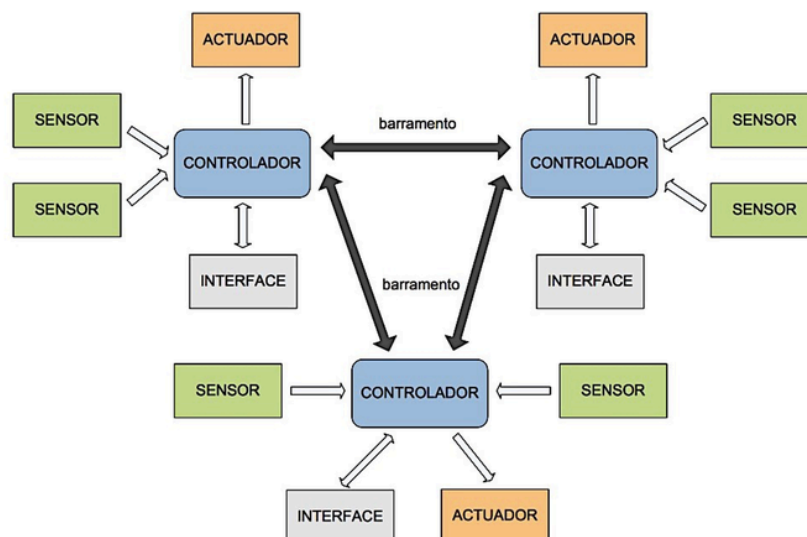 ACTUADOR
ACTUADOR
SENSOR
barramento
SENSOR
CONTROLADOR
CONTROLADOR
SENSOR
SENSOR
INTERFACE
barramento
INTERFACE
SENSOR
CONTROLADOR
SENSOR
INTERFACE
ACTUADOR